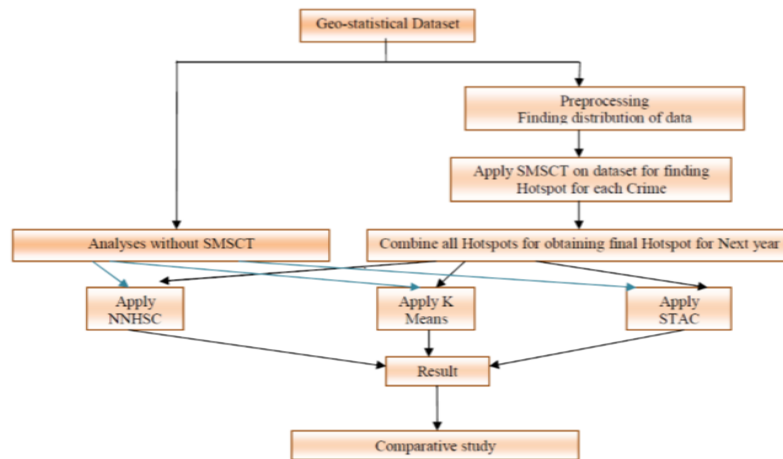 Geo-statistical Dataset
Preprocessing
Finding distribution of data
Apply SMSCT on dataset for finding
Hotspot for each Crime
Analyses without SMSCT
Combine all Hotspots for obtaining final Hotspot for Next year
Apply
NNHSC
Apply K
Means
Apply
STAC
Result
Comparative study